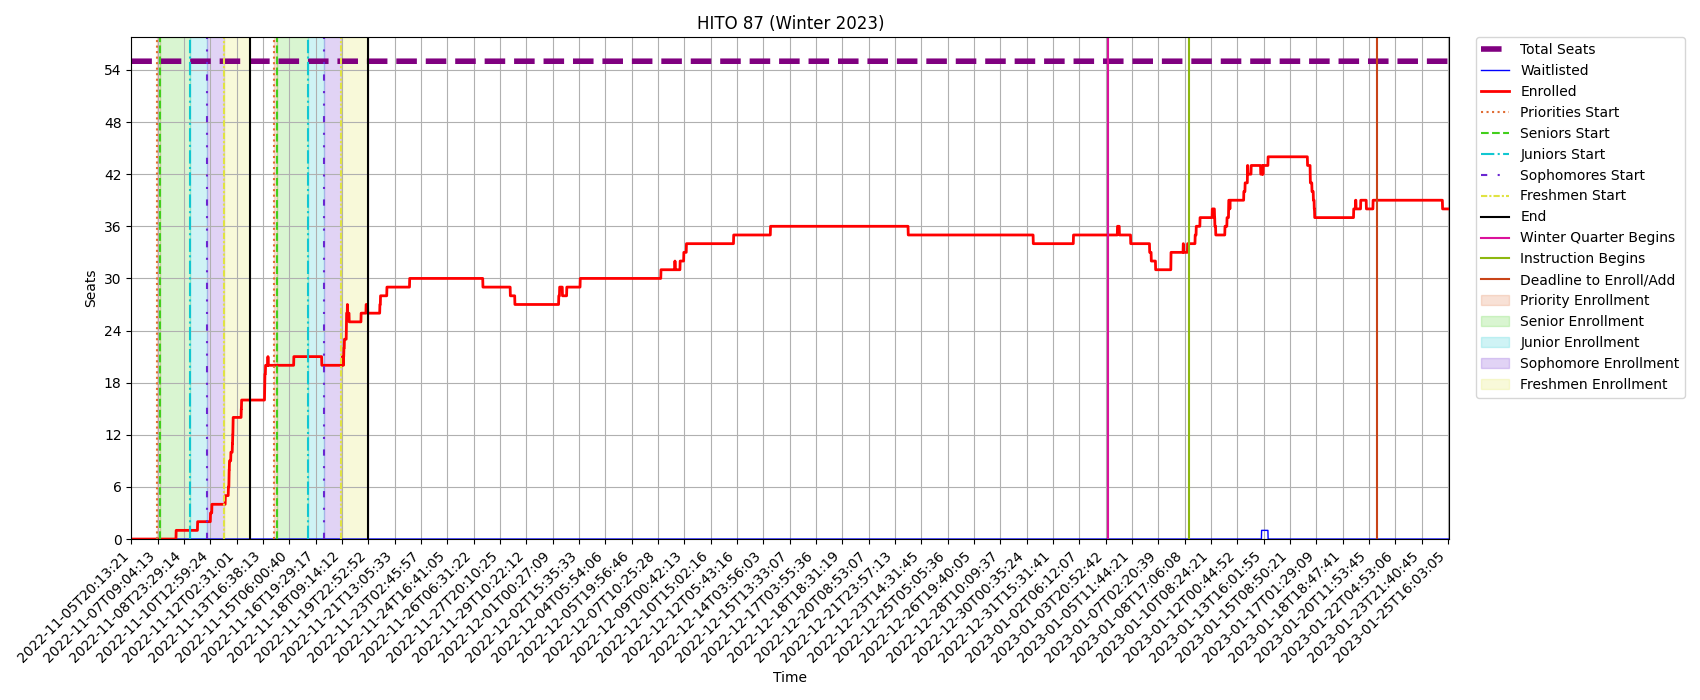 HITO 87 (Winter 2023)
54
48
42
36
30
24
18
12
6
0
Seats
2022-11-05T20:13:21
2022-11-07T09:04:13
2022-11-08T23:29:14
2022-11-10T12:59:24
2022-11-12T02:31:01
2022-11-13T16:38:13
2022-11-15T06:00:40
2022-11-16T19:29:17
2022-11-18T09:14:12
2022-11-19T22:52:52
2022-11-21T13:05:33
2022-11-23T02:45:57
2022-11-24T16:41:05
2022-11-26T06:31:22
2022-11-27T20:10:25
2022-11-29T10:22:12
2022-12-01T00:27:09
2022-12-02T15:35:33
2022-12-04T05:54:06
2022-12-05T19:56:46
2022-12-07T10:25:28
2022-12-09T00:42:13
2022-12-10T15:02:16
2022-12-12T05:43:16
2022-12-14T03:56:03
2022-12-15T13:33:07
2022-12-17T03:55:36
2022-12-18T18:31:19
2022-12-20T08:53:07
2022-12-21T23:57:13
2022-12-23T14:31:45
2022-12-25T05:05:36
2022-12-26T19:40:05
2022-12-28T10:09:37
2022-12-30T00:35:24
2022-12-31T15:31:41
2023-01-02T06:12:07
2023-01-03T20:52:42
2023-01-05T11:44:21
2023-01-07T02:20:39
2023-01-08T17:06:08
2023-01-10T08:24:21
2023-01-12T00:44:52
2023-01-13T16:01:55
2023-01-15T08:50:21
2023-01-17T01:29:09
2023-01-18T18:47:41
2023-01-20T11:53:45
2023-01-22T04:53:06
2023-01-23T21:40:45
2023-01-25T16:03:05
Time
Total Seats
Waitlisted
Enrolled
Priorities Start
Seniors Start
Juniors Start
Sophomores Start
Freshmen Start
End
Winter Quarter Begins
Instruction Begins
Deadline to Enroll/Add
Priority Enrollment
Senior Enrollment
Junior Enrollment
Sophomore Enrollment
Freshmen Enrollment